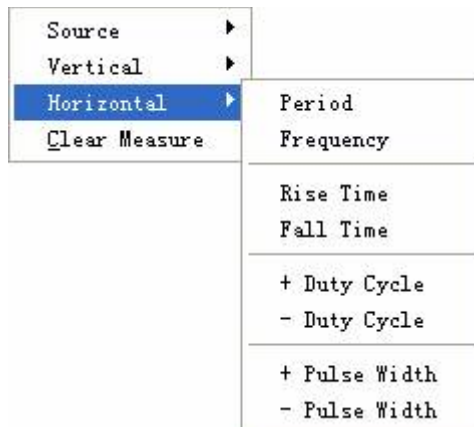 Source
Vertical
Horizontal
Clear Measure
Period
Frequency
Rise Time
Fall Time
+ Duty Cycle
- Duty Cycle
+ Pulse Width
- Pulse Width